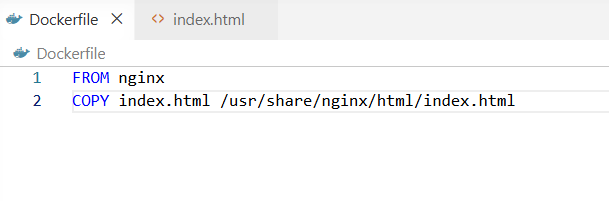 Dockerfile index.html
Dockerfile
1 FROM nginx
2 COPY index.html /usr/share/nginx/html/index.html